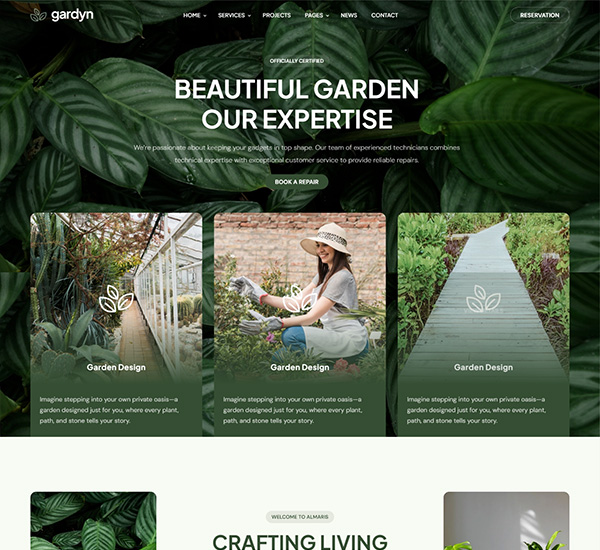 gardyn
HOME
SERVICES
PROJECTS
PAGES
NEWS
CONTACT
RESERVATION
OFFICIALLY CERTIFIED
BEAUTIFUL GARDEN
OUR EXPERTISE
We're passionate about keeping your gadgets in top shape. Our team of experienced technicians combines
technical expertise with exceptional customer service to provide reliable repairs.
BOOK A REPAIR
Garden Design
Imagine stepping into your own private oasis—a
garden designed just for you, where every plant,
path, and stone tells your story.
Garden Design
Imagine stepping into your own private oasis—a
garden designed just for you, where every plant,
path, and stone tells your story.
Garden Design
Imagine stepping into your own private oasis—a
garden designed just for you, where every plant,
path, and stone tells your story.
WELCOME TO ALMARIS
CRAFTING LIVING